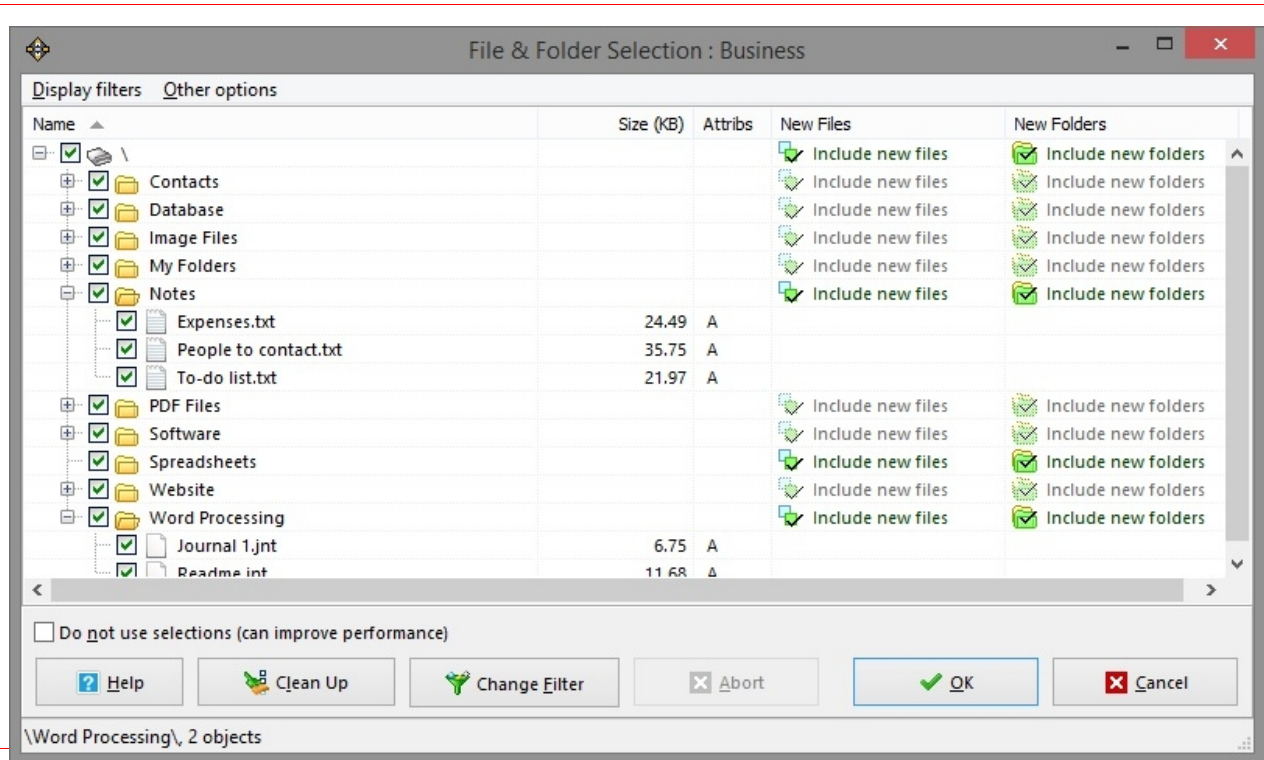 File & Folder Selection : Business
Display filters Other options
Name Size (KB) Attribs New Files New Folders
\ Include new files Include new folders
Contacts Include new files Include new folders
Database Include new files Include new folders
Image Files Include new files Include new folders
My Folders Include new files Include new folders
Notes Include new files Include new folders
Expenses.txt 24.49 A
People to contact.txt 35.75 A
To-do list.txt 21.97 A
PDF Files Include new files Include new folders
Software Include new files Include new folders
Spreadsheets Include new files Include new folders
Website Include new files Include new folders
Word Processing Include new files Include new folders
Journal 1.jnt 6.75 A
Readme.jnt 11.68 A
Do not use selections (can improve performance)
Help Clean Up Change Filter Abort OK Cancel
\Word Processing\, 2 objects